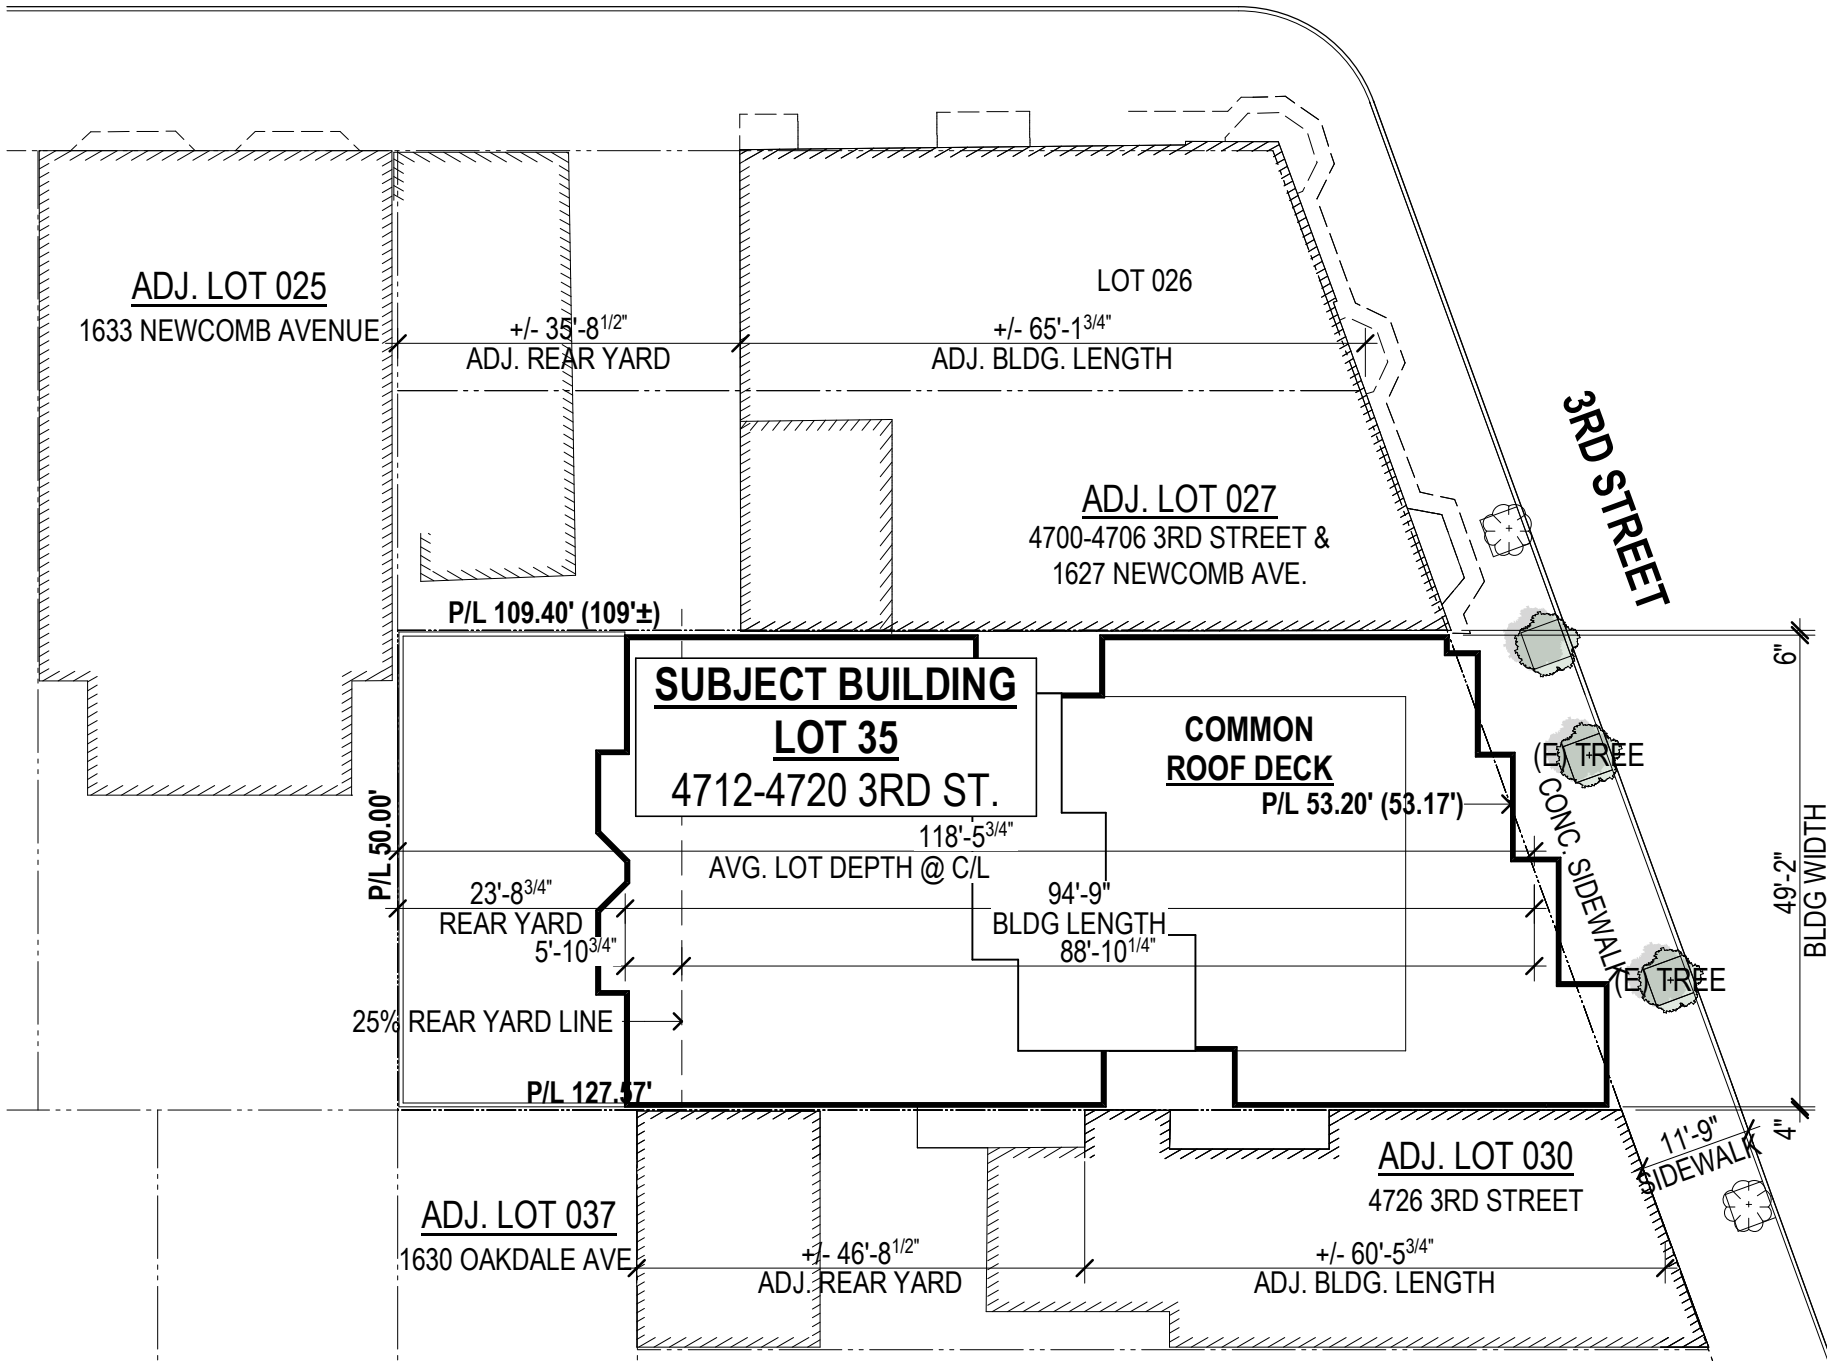 ADJ. LOT 025
1633 NEWCOMB AVENUE
+/- 35'-8 1/2"
ADJ. REAR YARD
LOT 026
+/- 65'-1 3/4"
ADJ. BLDG. LENGTH
3RD STREET
ADJ. LOT 027
4700-4706 3RD STREET &
1627 NEWCOMB AVE.
P/L 109.40' (109'±)
6"
SUBJECT BUILDING
LOT 35
4712-4720 3RD ST.
COMMON
ROOF DECK
P/L 53.20' (53.17')
(E) TREE
CONC. SIDEWALK
P/L 50.00'
118'-5 3/4"
AVG. LOT DEPTH @ C/L
49'-2"
BLDG WIDTH
23'-8 3/4"
REAR YARD
94'-9"
BLDG LENGTH
5'-10 3/4"
88'-10 1/4"
(E) TREE
25% REAR YARD LINE
P/L 127.57'
4"
11'-9"
SIDEWALK
ADJ. LOT 030
4726 3RD STREET
ADJ. LOT 037
1630 OAKDALE AVE
+/- 46'-8 1/2"
ADJ. REAR YARD
+/- 60'-5 3/4"
ADJ. BLDG. LENGTH